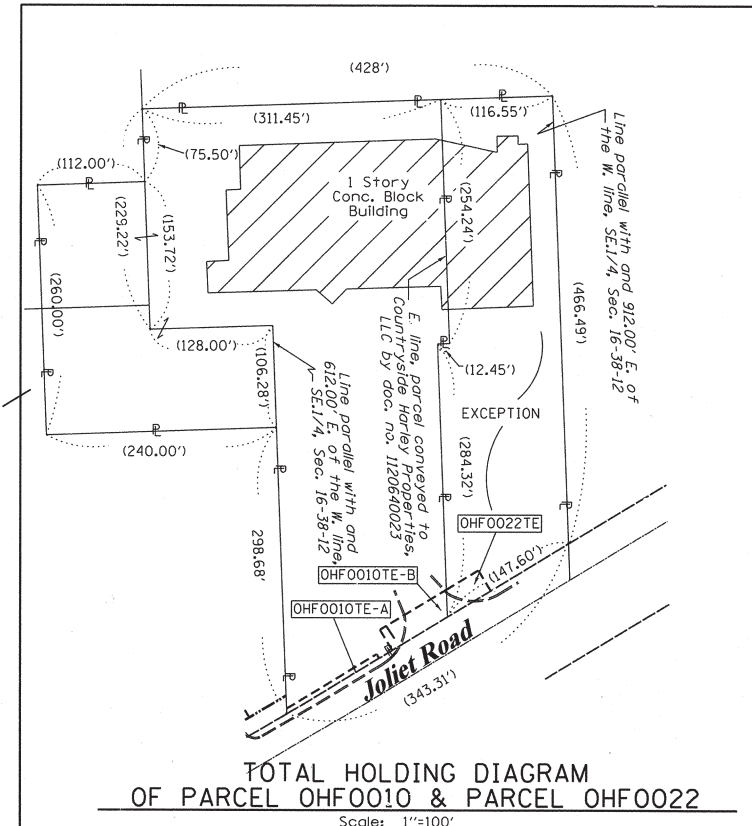 (428')
(311.45')
(116.55')
Line parallel with and 912.00' E. of
the W. line, SE.1/4, Sec. 16-38-12
(75.50')
(112.00')
1 Story
Conc. Block
Building
(254.24')
(229.22')
(153.72')
(260.00')
(466.49')
E. line, parcel conveyed to
Countryside Harley Properties,
LLC by doc. no. 1120640023
(128.00')
(106.28')
(12.45')
Line parallel with and
612.00' E. of the W. line,
SE.1/4, Sec. 16-38-12
EXCEPTION
(240.00')
(284.32')
298.68'
OHF0022TE
(147.60')
OHF0010TE-B
OHF0010TE-A
Joliet Road
(343.31')
TOTAL HOLDING DIAGRAM
OF PARCEL OHF0010 & PARCEL OHF0022
Scale: 1"=100'